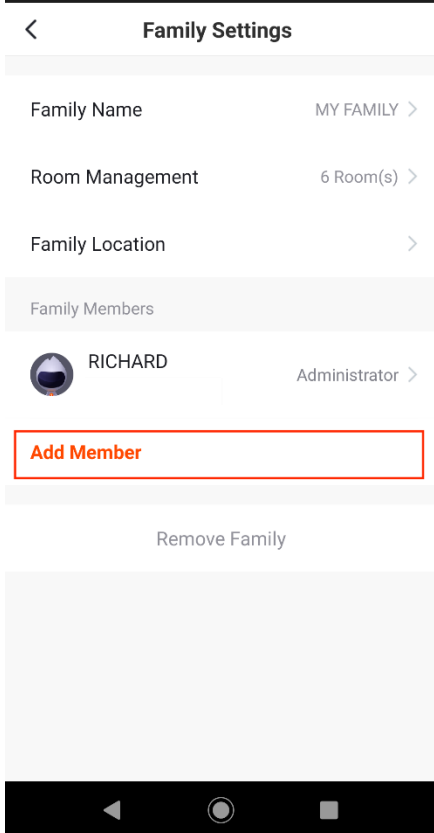 Family Settings
Family Name MY FAMILY
Room Management 6 Room(s)
Family Location
Family Members
RICHARD
Administrator
Add Member
Remove Family